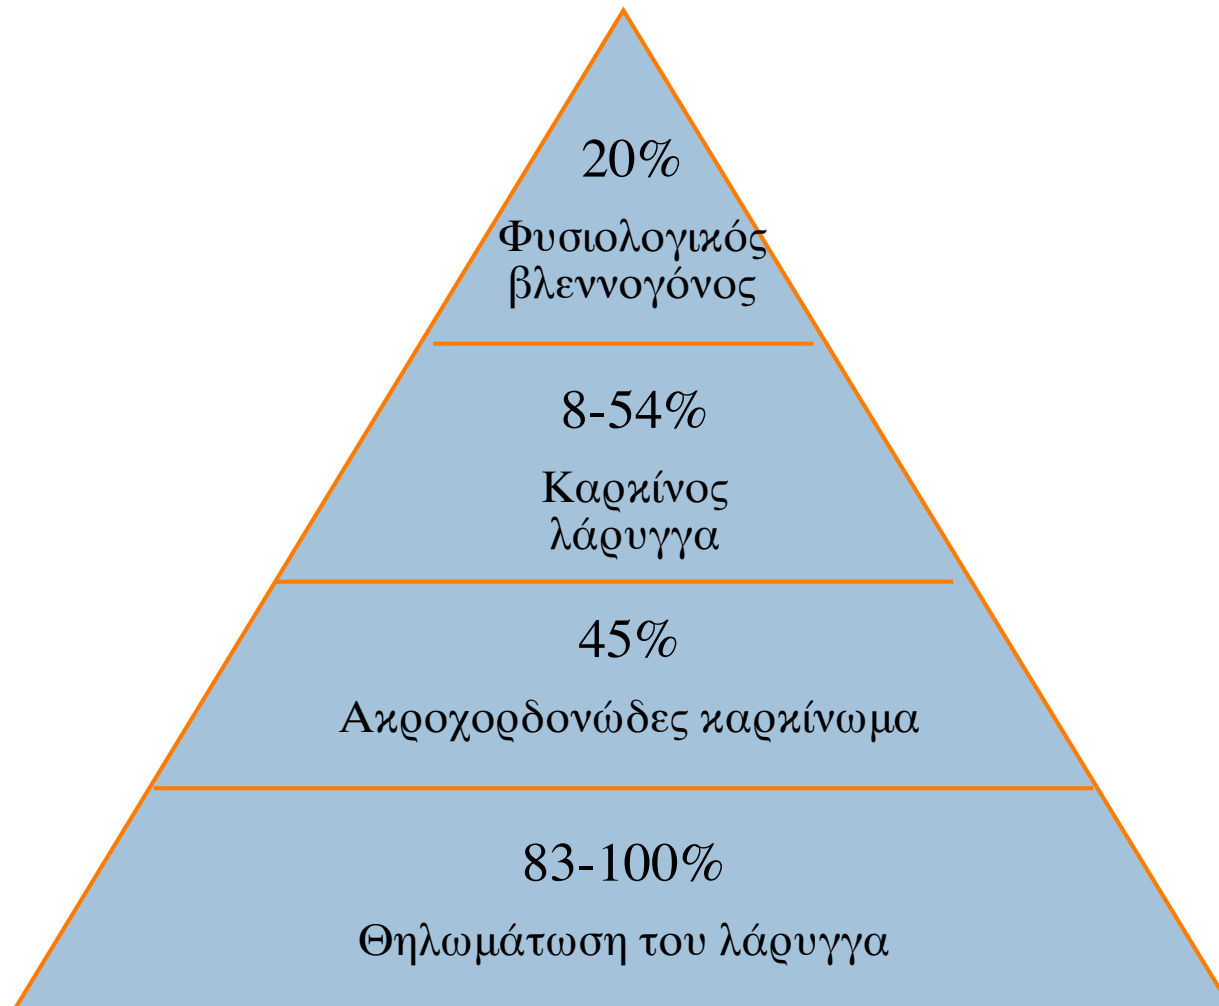 20%
Φυσιολογικός
βλεννογόνος
8-54%
Καρκίνος
λάρυγγα
45%
Ακροχορδονώδες καρκίνωμα
83-100%
Θηλωμάτωση του λάρυγγα